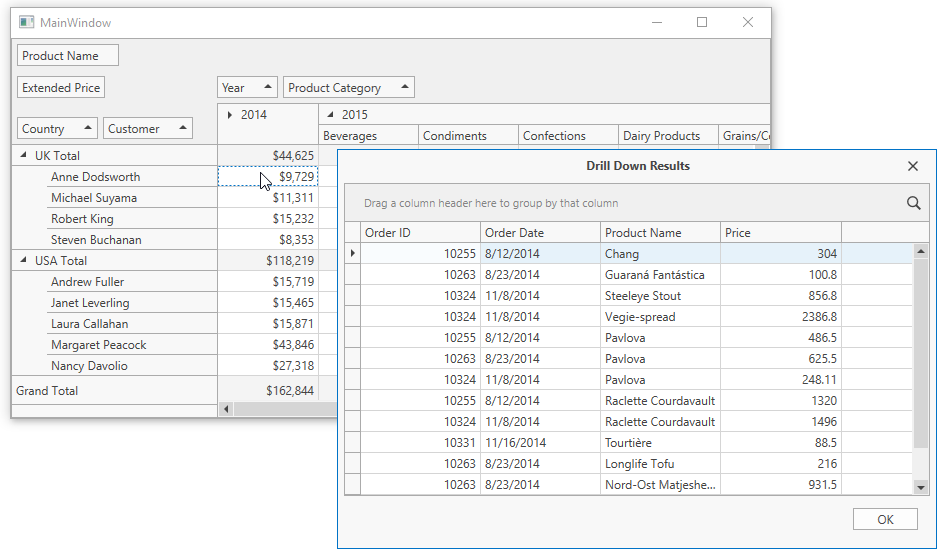 MainWindow
Product Name
Extended Price Year Product Category
Country Customer 2014 2015
Beverages Condiments Confections Dairy Products Grains/Ce
UK Total $44,625
Anne Dodsworth $9,729
Michael Suyama $11,311
Robert King $15,232
Steven Buchanan $8,353
USA Total $118,219
Andrew Fuller $15,719
Janet Leverling $15,465
Laura Callahan $15,871
Margaret Peacock $43,846
Nancy Davolio $27,318
Grand Total $162,844
Drill Down Results
Drag a column header here to group by that column
Order ID Order Date Product Name Price
10255 8/12/2014 Chang 304
10263 8/23/2014 Guaraná Fantástica 100.8
10324 11/8/2014 Steeleye Stout 856.8
10324 11/8/2014 Vegie-spread 2386.8
10255 8/12/2014 Pavlova 486.5
10263 8/23/2014 Pavlova 625.5
10324 11/8/2014 Pavlova 248.11
10255 8/12/2014 Raclette Courdavault 1320
10324 11/8/2014 Raclette Courdavault 1496
10331 11/16/2014 Tourtière 88.5
10263 8/23/2014 Longlife Tofu 216
10263 8/23/2014 Nord-Ost Matjeshe... 931.5
OK